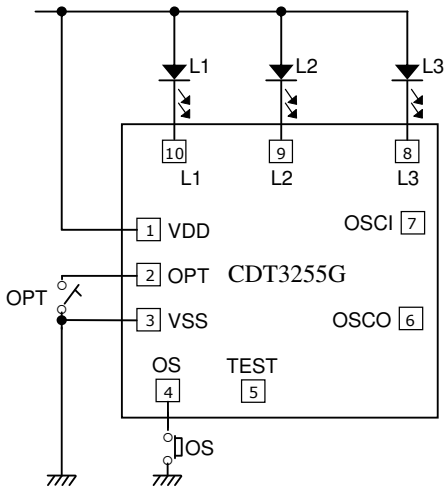 L1 L2 L3
10 9 8
L1 L2 L3
OSCI 7
1 VDD
2 OPT CDT3255G
OPT
3 VSS OSCO 6
OS TEST
4 5
OS